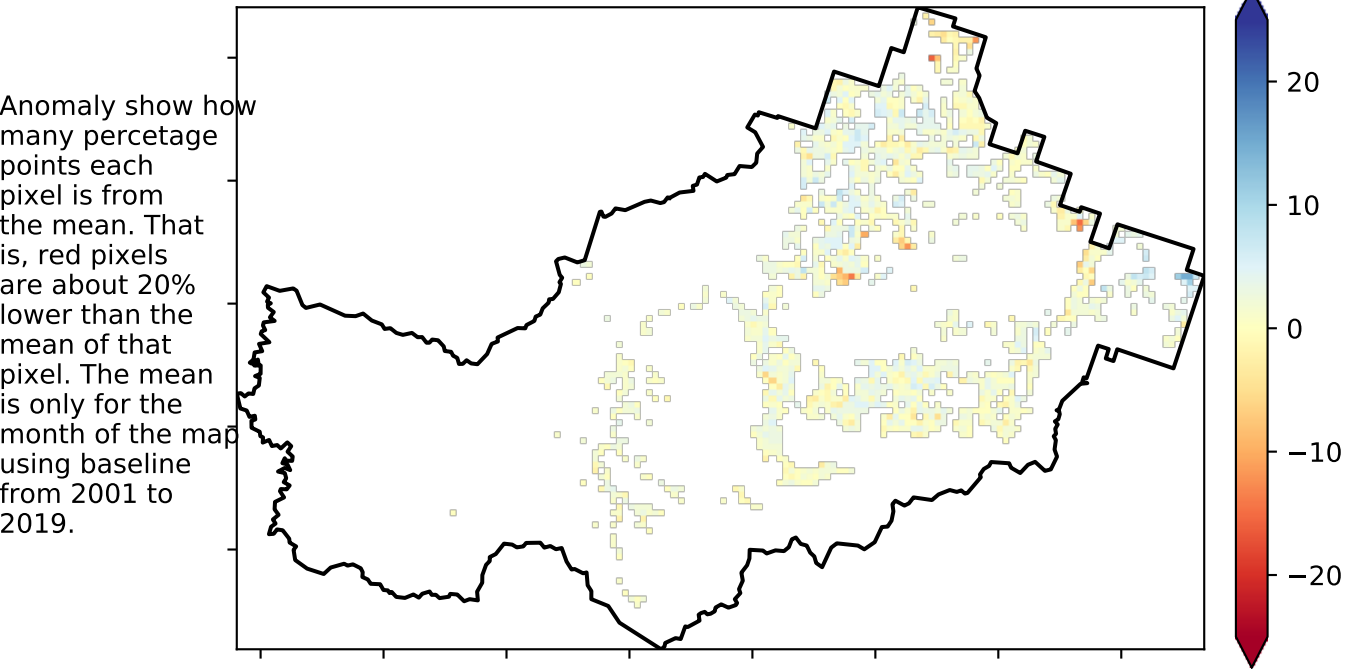 Anomaly show how
many percetage
points each
pixel is from
the mean. That
is, red pixels
are about 20%
lower than the
mean of that
pixel. The mean
is only for the
month of the map
using baseline
from 2001 to
2019.
20
10
0
−10
−20